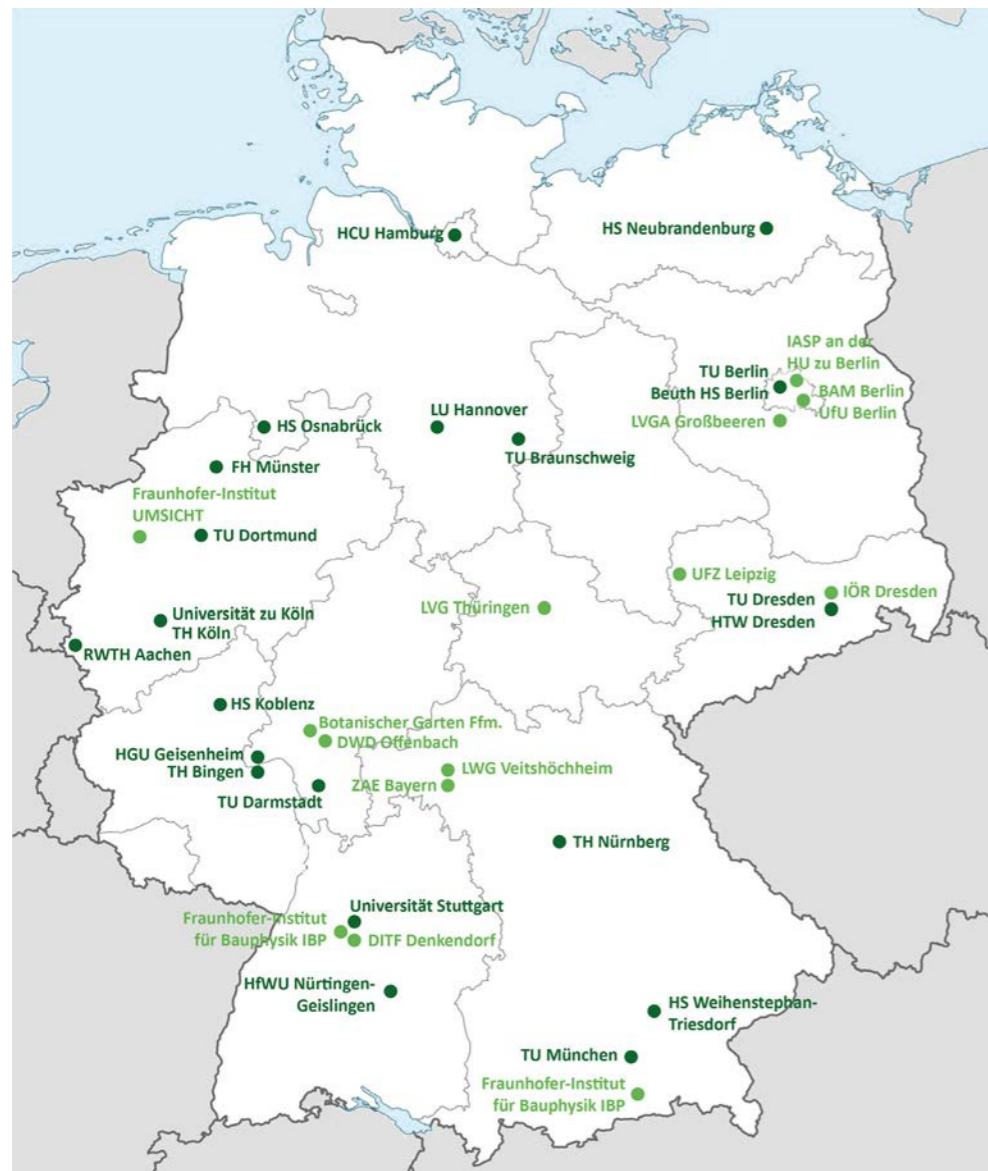 HCU Hamburg
HS Neubrandenburg
IASP an der
HU zu Berlin
TU Berlin
Beuth HS Berlin
BAM Berlin
UfU Berlin
LVGA Großbeeren
LU Hannover
HS Osnabrück
TU Braunschweig
FH Münster
Fraunhofer-Institut
UMSICHT
TU Dortmund
UFZ Leipzig
IÖR Dresden
TU Dresden
HTW Dresden
LVG Thüringen
Universität zu Köln
TH Köln
RWTH Aachen
HS Koblenz
Botanischer Garten Ffm.
DWD Offenbach
HGU Geisenheim
TH Bingen
LWG Veitshöchheim
ZAE Bayern
TU Darmstadt
TH Nürnberg
Universität Stuttgart
Fraunhofer-Institut
für Bauphysik IBP
DITF Denkendorf
HfWU Nürtingen-
Geislingen
HS Weihenstephan-
Triesdorf
TU München
Fraunhofer-Institut
für Bauphysik IBP